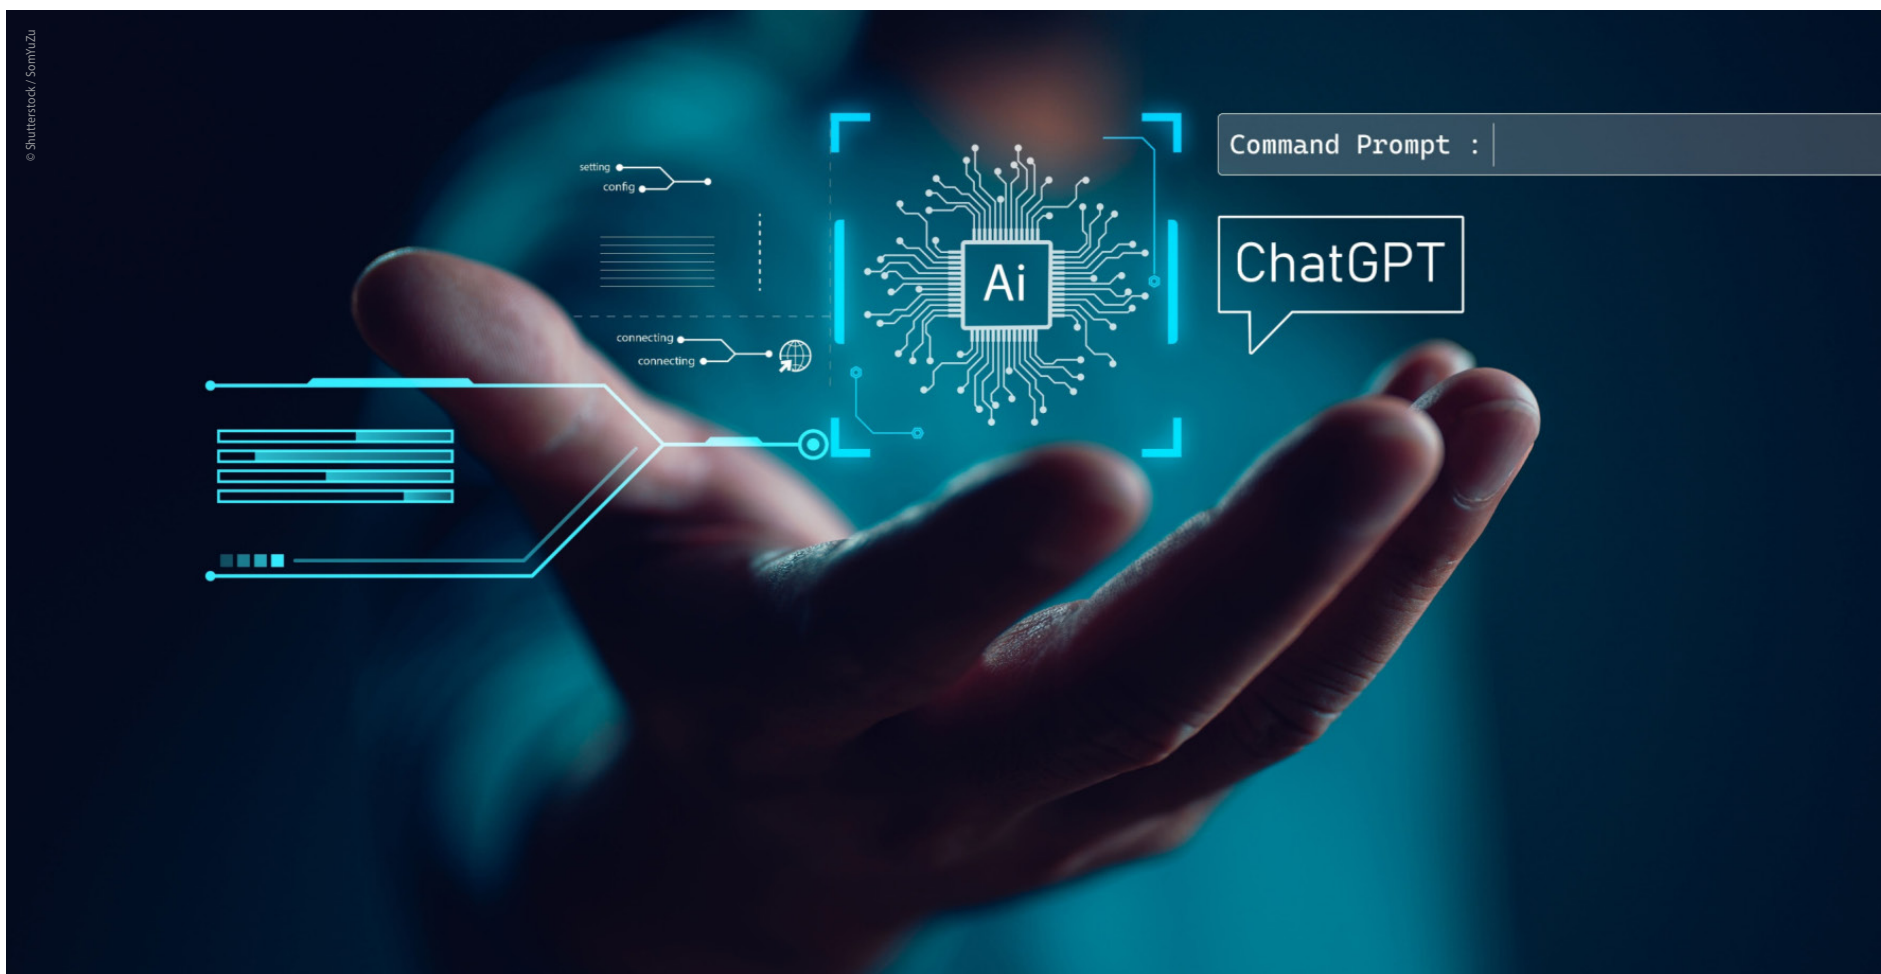 © Shutterstock / SomYuZu
setting
config
connecting
connecting
Ai
Command Prompt :
ChatGPT